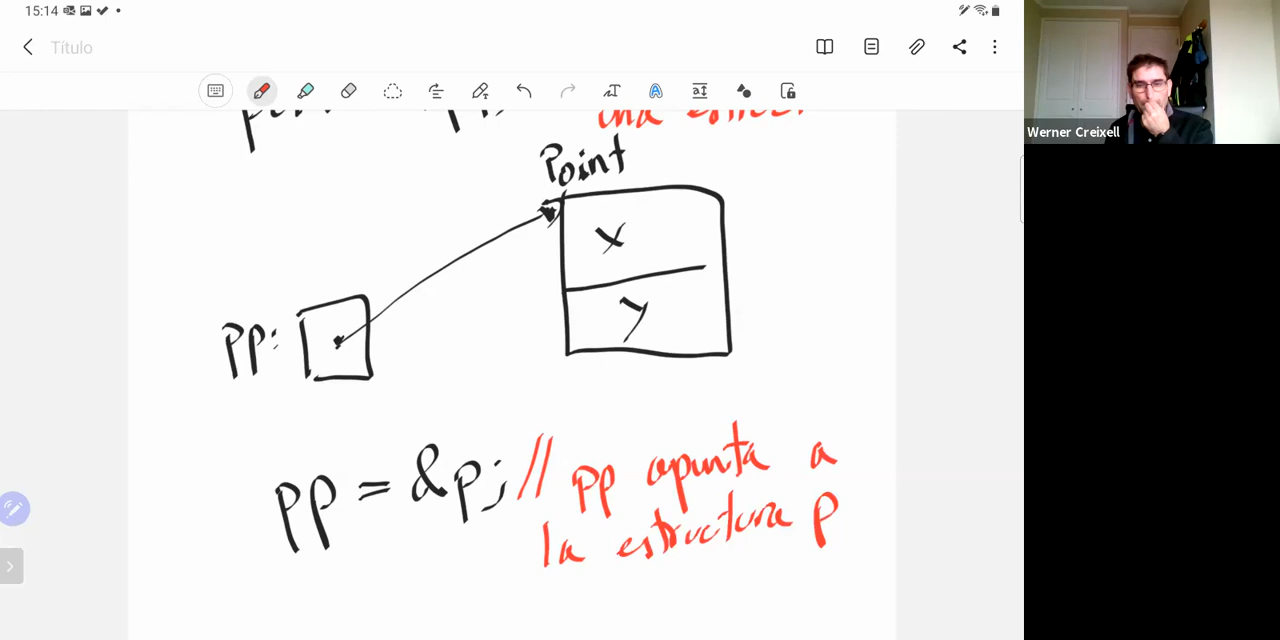 15:14
Título
Werner Creixell
Point
x
y
pp:
pp = &p; // pp apunta a
la estructura p